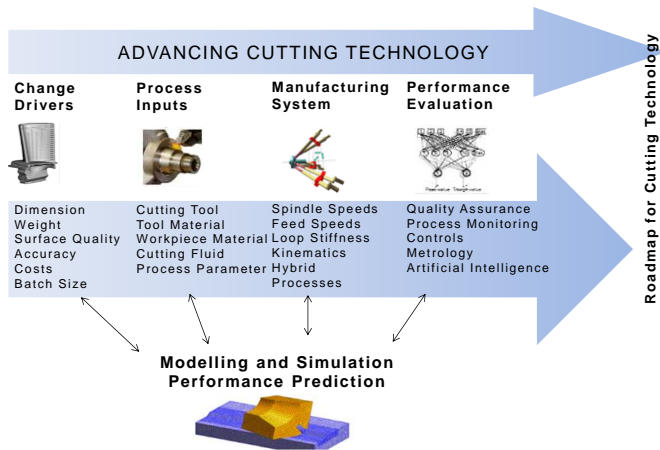 ADVANCING CUTTING TECHNOLOGY
Change
Drivers
Dimension
Weight
Surface Quality
Accuracy
Costs
Batch Size
Process
Inputs
Cutting Tool
Tool Material
Workpiece Material
Cutting Fluid
Process Parameter
Manufacturing
System
Spindle Speeds
Feed Speeds
Loop Stiffness
Kinematics
Hybrid
Processes
Performance
Evaluation
Quality Assurance
Process Monitoring
Controls
Metrology
Artificial Intelligence
Modelling and Simulation
Performance Prediction
Roadmap for Cutting Technology